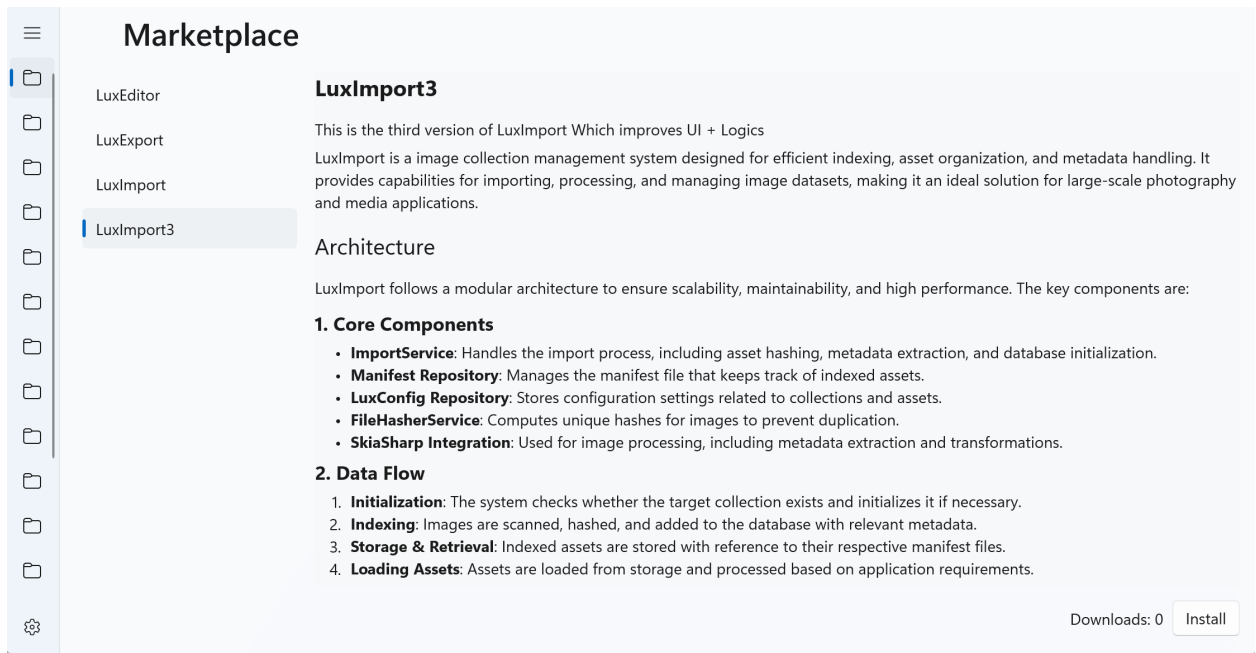 Marketplace
LuxEditor
LuxExport
LuxImport
LuxImport3
LuxImport3
This is the third version of LuxImport Which improves UI + Logics
LuxImport is a image collection management system designed for efficient indexing, asset organization, and metadata handling. It
provides capabilities for importing, processing, and managing image datasets, making it an ideal solution for large-scale photography
and media applications.
Architecture
LuxImport follows a modular architecture to ensure scalability, maintainability, and high performance. The key components are:
1. Core Components
• ImportService: Handles the import process, including asset hashing, metadata extraction, and database initialization.
• Manifest Repository: Manages the manifest file that keeps track of indexed assets.
• LuxConfig Repository: Stores configuration settings related to collections and assets.
• FileHasherService: Computes unique hashes for images to prevent duplication.
• SkiaSharp Integration: Used for image processing, including metadata extraction and transformations.
2. Data Flow
1. Initialization: The system checks whether the target collection exists and initializes it if necessary.
2. Indexing: Images are scanned, hashed, and added to the database with relevant metadata.
3. Storage & Retrieval: Indexed assets are stored with reference to their respective manifest files.
4. Loading Assets: Assets are loaded from storage and processed based on application requirements.
Downloads: 0
Install